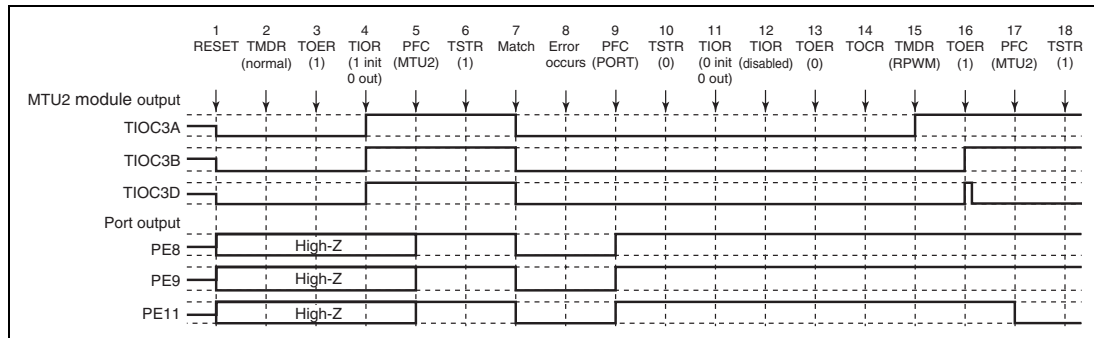 1 2 3 4 5 6 7 8 9 10 11 12 13 14 15 16 17 18
RESET TMDR TOER TIOR PFC TSTR Match Error PFC TSTR TIOR TIOR TOER TOCR TMDR TOER PFC TSTR
(normal) (1) (1 init (MTU2) (1) occurs (PORT) (0) (0 init (disabled) (0) (RPWM) (1) (MTU2) (1)
0 out) 0 out)
MTU2 module output
TIOC3A
TIOC3B
TIOC3D
Port output
PE8 High-Z
PE9 High-Z
PE11 High-Z